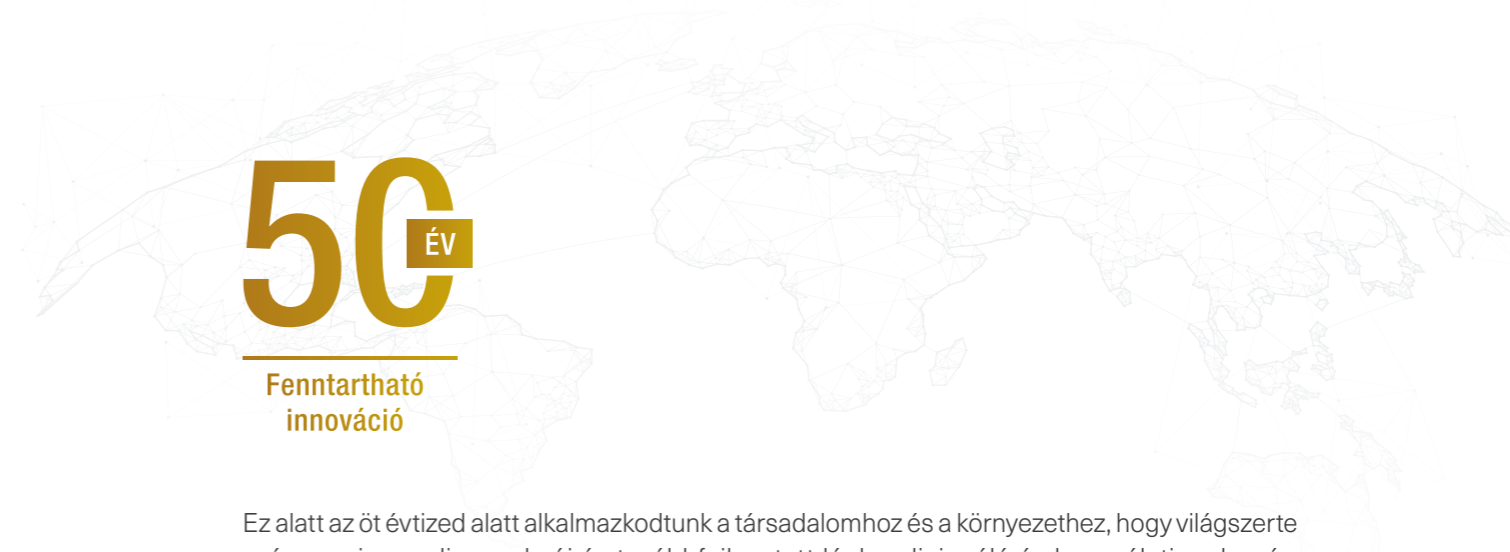 50
ÉV
Fenntartható
innováció
Ez alatt az öt évtized alatt alkalmazkodtunk a társadalomhoz és a környezethez, hogy világszerte